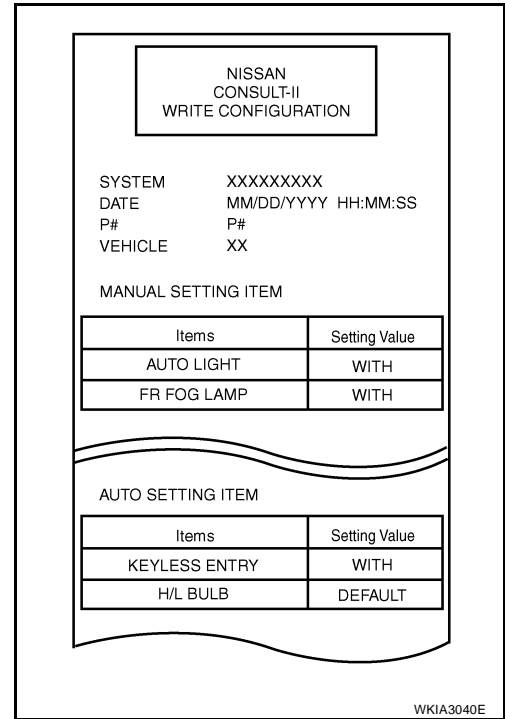 NISSAN
CONSULT-II
WRITE CONFIGURATION
SYSTEM XXXXXXXXX
DATE MM/DD/YYYY HH:MM:SS
P# P#
VEHICLE XX
MANUAL SETTING ITEM
Items Setting Value
AUTO LIGHT WITH
FR FOG LAMP WITH
AUTO SETTING ITEM
Items Setting Value
KEYLESS ENTRY WITH
H/L BULB DEFAULT
WKIA3040E